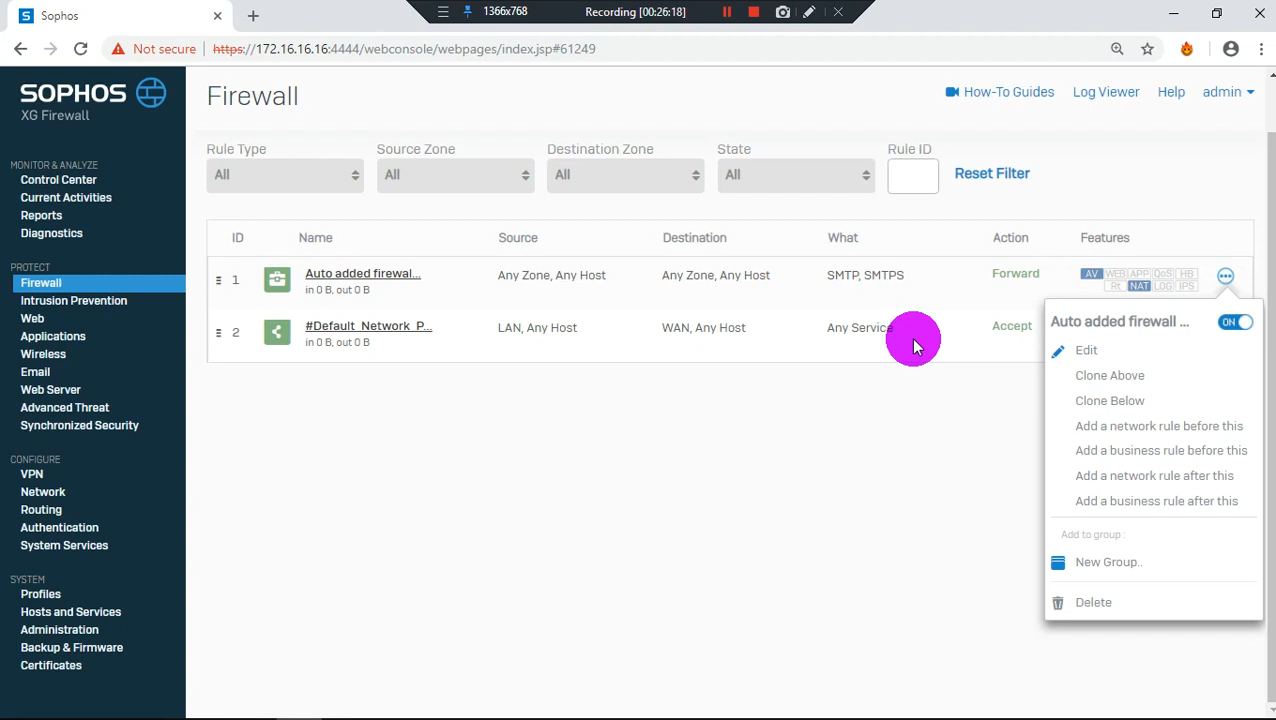 Sophos
1366x768
Recording [00:26:18]
Not secure
https://172.16.16.16:4444/webconsole/webpages/index.jsp#61249
SOPHOS
XG Firewall
MONITOR & ANALYZE
Control Center
Current Activities
Reports
Diagnostics
PROTECT
Firewall
Intrusion Prevention
Web
Applications
Wireless
Email
Web Server
Advanced Threat
Synchronized Security
CONFIGURE
VPN
Network
Routing
Authentication
System Services
SYSTEM
Profiles
Hosts and Services
Administration
Backup & Firmware
Certificates
Firewall
How-To Guides Log Viewer Help admin
Rule Type Source Zone Destination Zone State Rule ID
All All All All Reset Filter
ID Name Source Destination What Action Features
1 Auto added firewal... Any Zone, Any Host Any Zone, Any Host SMTP, SMTPS Forward AV WEB APP QoS HB
in 0 B, out 0 B Rt NAT LOG IPS
2 #Default_Network_P... LAN, Any Host WAN, Any Host Any Service Accept
in 0 B, out 0 B
Auto added firewall ... ON
Edit
Clone Above
Clone Below
Add a network rule before this
Add a business rule before this
Add a network rule after this
Add a business rule after this
Add to group :
New Group..
Delete